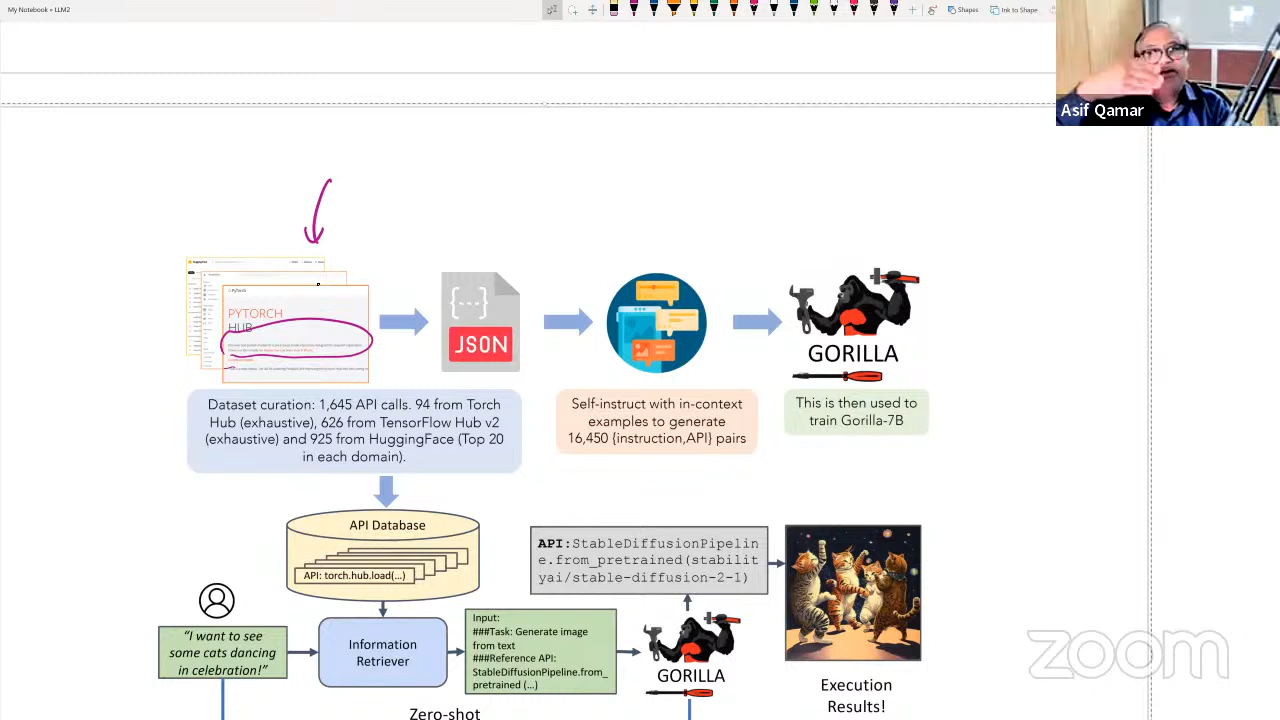 My Notebook » LLM2
Shapes
Ink to Shape
Asif Qamar
PyTorch
PYTORCH
HUB
JSON
GORILLA
Dataset curation: 1,645 API calls. 94 from Torch
Hub (exhaustive), 626 from TensorFlow Hub v2
(exhaustive) and 925 from HuggingFace (Top 20
in each domain).
Self-instruct with in-context
examples to generate
16,450 {instruction,API} pairs
This is then used to
train Gorilla-7B
API Database
API: torch.hub.load(...)
"I want to see
some cats dancing
in celebration!"
Information
Retriever
Input:
###Task: Generate image
from text
###Reference API:
StableDiffusionPipeline.from_
pretrained (...)
API:StableDiffusionPipelin
e.from_pretrained(stabilit
yai/stable-diffusion-2-1)
GORILLA
Execution
Results!
Zero-shot
zoom